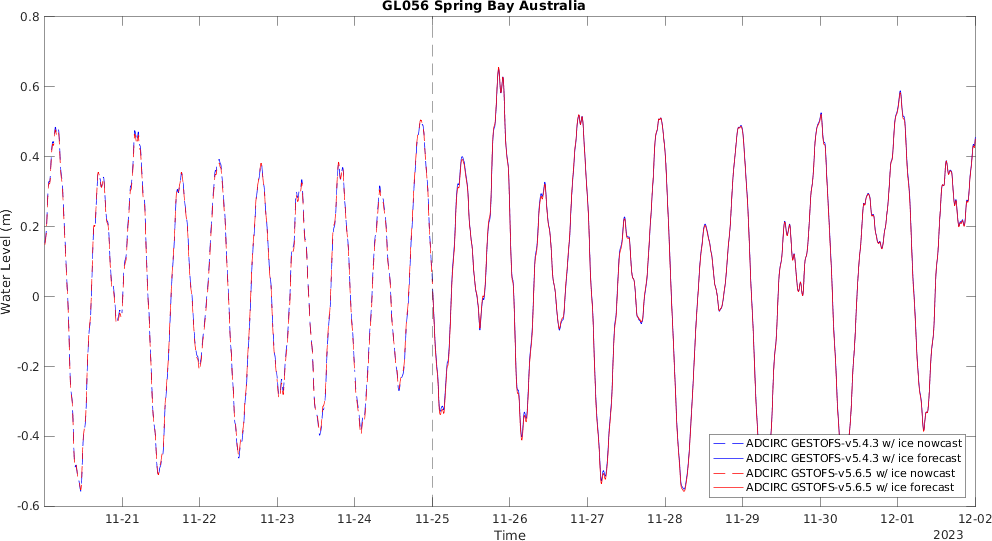 GL056 Spring Bay Australia
Water Level (m)
0.8
0.6
0.4
0.2
0
-0.2
-0.4
-0.6
ADCIRC GESTOFS-v5.4.3 w/ ice nowcast
ADCIRC GESTOFS-v5.4.3 w/ ice forecast
ADCIRC GSTOFS-v5.6.5 w/ ice nowcast
ADCIRC GSTOFS-v5.6.5 w/ ice forecast
11-21 11-22 11-23 11-24 11-25 11-26 11-27 11-28 11-29 11-30 12-01 12-02
Time
2023